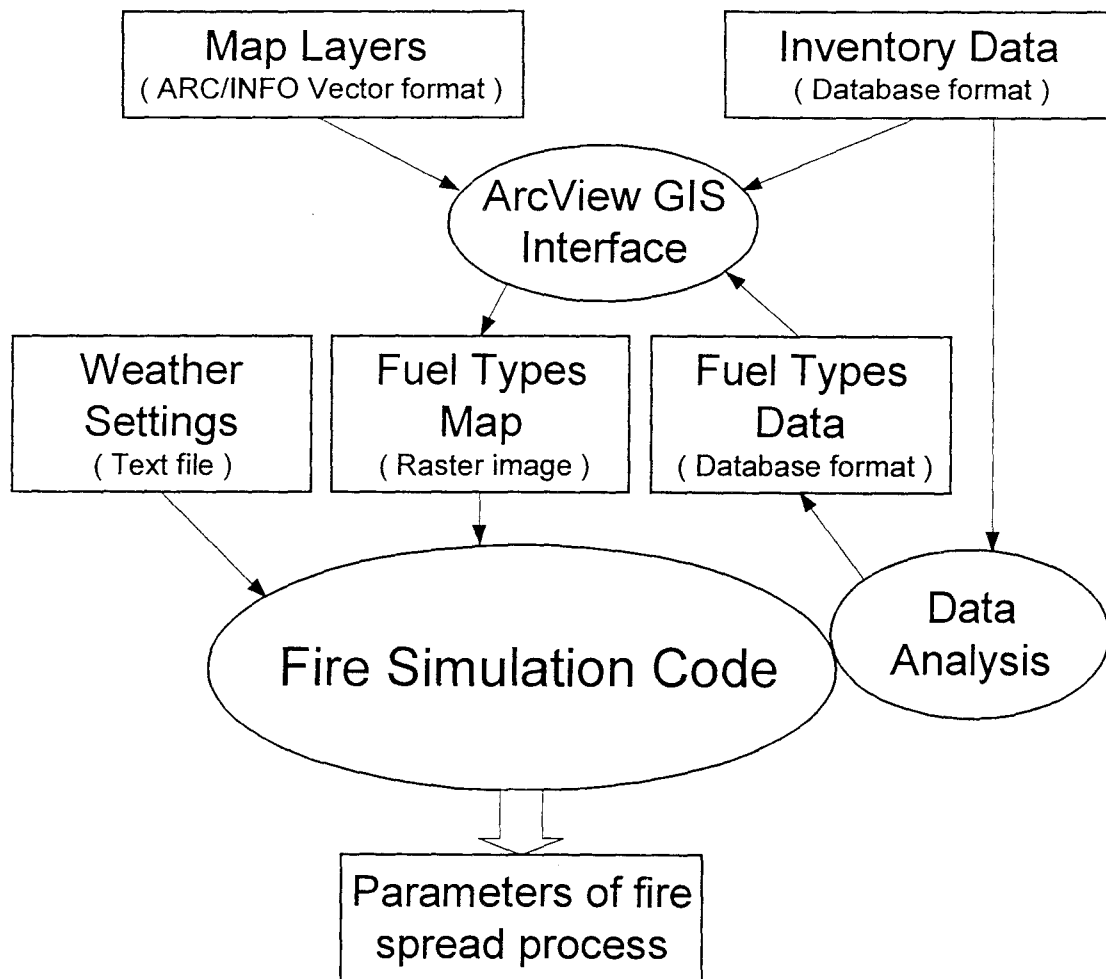 Map Layers
( ARC/INFO Vector format )
Inventory Data
( Database format )
ArcView GIS
Interface
Weather
Settings
( Text file )
Fuel Types
Map
( Raster image )
Fuel Types
Data
( Database format )
Fire Simulation Code
Data
Analysis
Parameters of fire
spread process